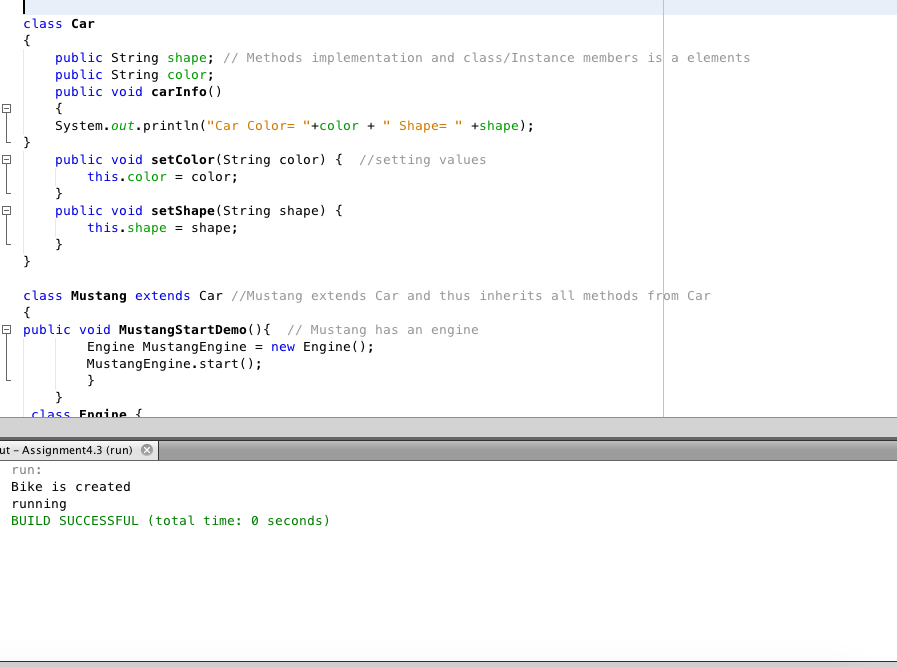 class Car
{
public String shape; // Methods implementation and class/Instance members is a elements
public String color;
public void carInfo()
{
System.out.println("Car Color= "+color + " Shape= " +shape);
}
public void setColor(String color) {  //setting values
this.color = color;
}
public void setShape(String shape) {
this.shape = shape;
}
}
class Mustang extends Car //Mustang extends Car and thus inherits all methods from Car
{
public void MustangStartDemo(){  // Mustang has an engine
Engine MustangEngine = new Engine();
MustangEngine.start();
}
}
class Engine {
ut – Assignment4.3 (run)
run:
Bike is created
running
BUILD SUCCESSFUL (total time: 0 seconds)